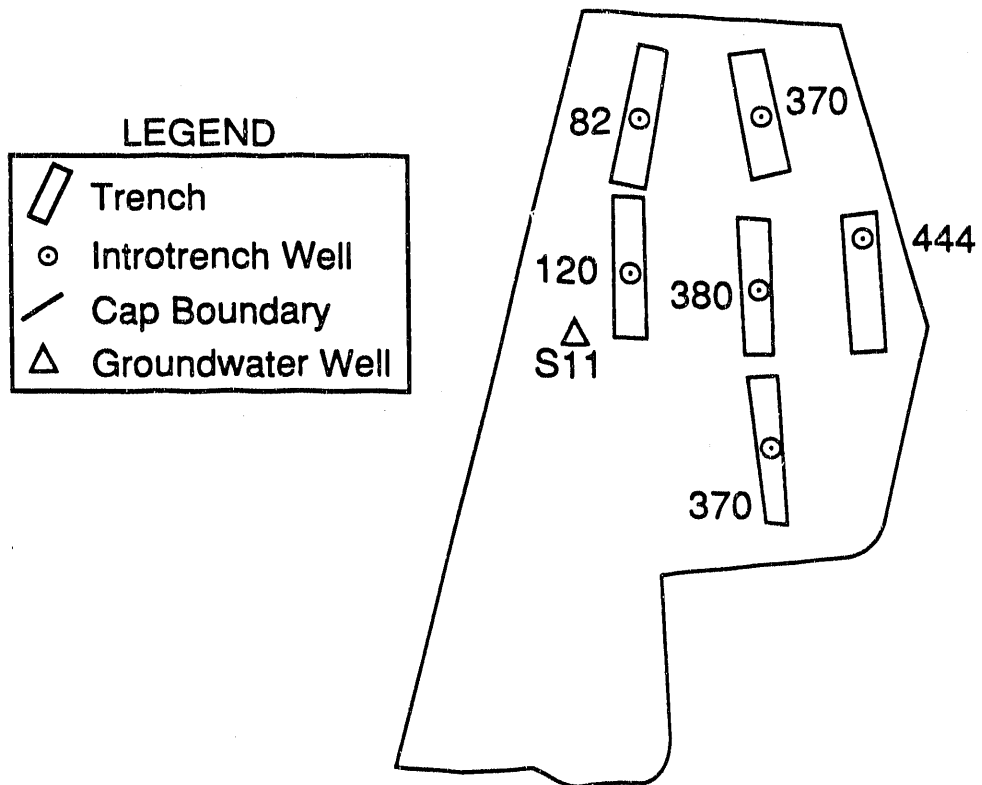 LEGEND
Trench
Introtrench Well
Cap Boundary
Groundwater Well
82
370
120
380
444
S11
370